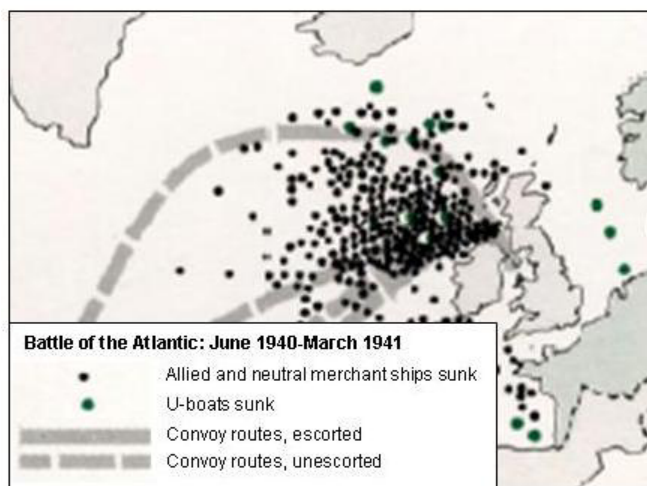 Battle of the Atlantic: June 1940-March 1941
Allied and neutral merchant ships sunk
U-boats sunk
Convoy routes, escorted
Convoy routes, unescorted